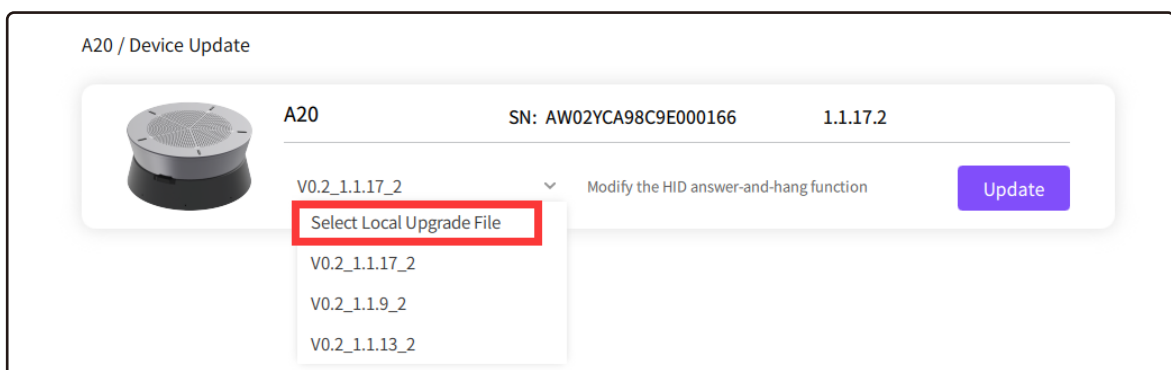 A20 / Device Update
A20 SN: AW02YCA98C9E000166 1.1.17.2
V0.2_1.1.17_2 Modify the HID answer-and-hang function Update
Select Local Upgrade File
V0.2_1.1.17_2
V0.2_1.1.9_2
V0.2_1.1.13_2